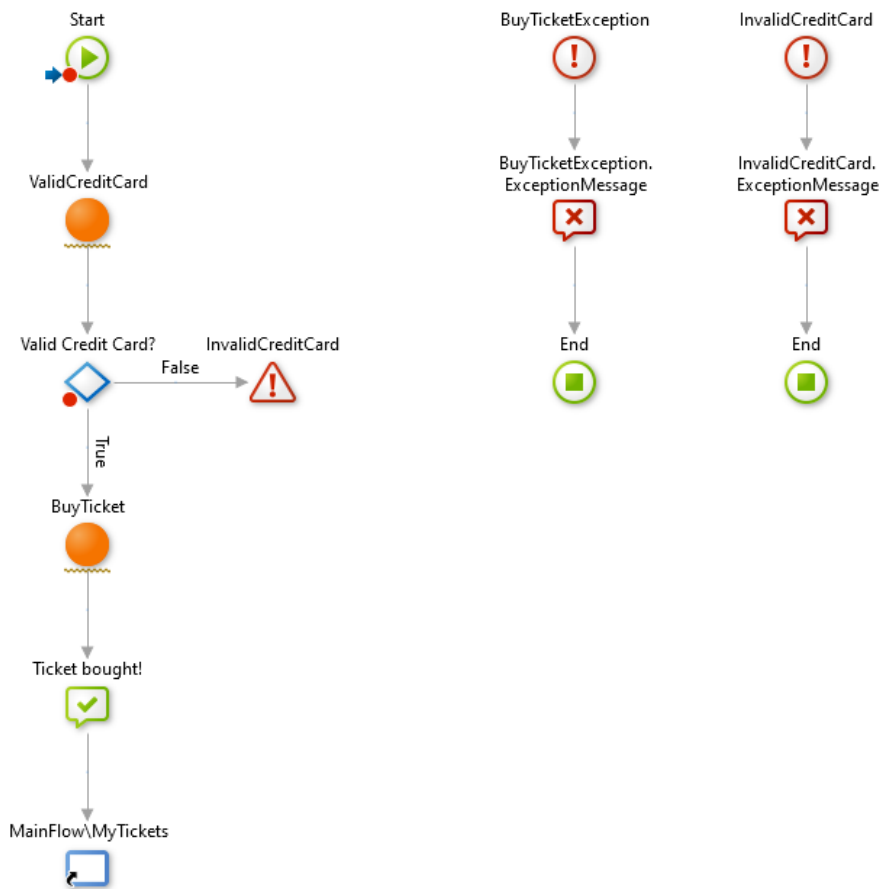 Start
ValidCreditCard
Valid Credit Card?
False
InvalidCreditCard
True
BuyTicket
Ticket bought!
MainFlow\MyTickets
BuyTicketException
BuyTicketException.
ExceptionMessage
End
InvalidCreditCard
InvalidCreditCard.
ExceptionMessage
End